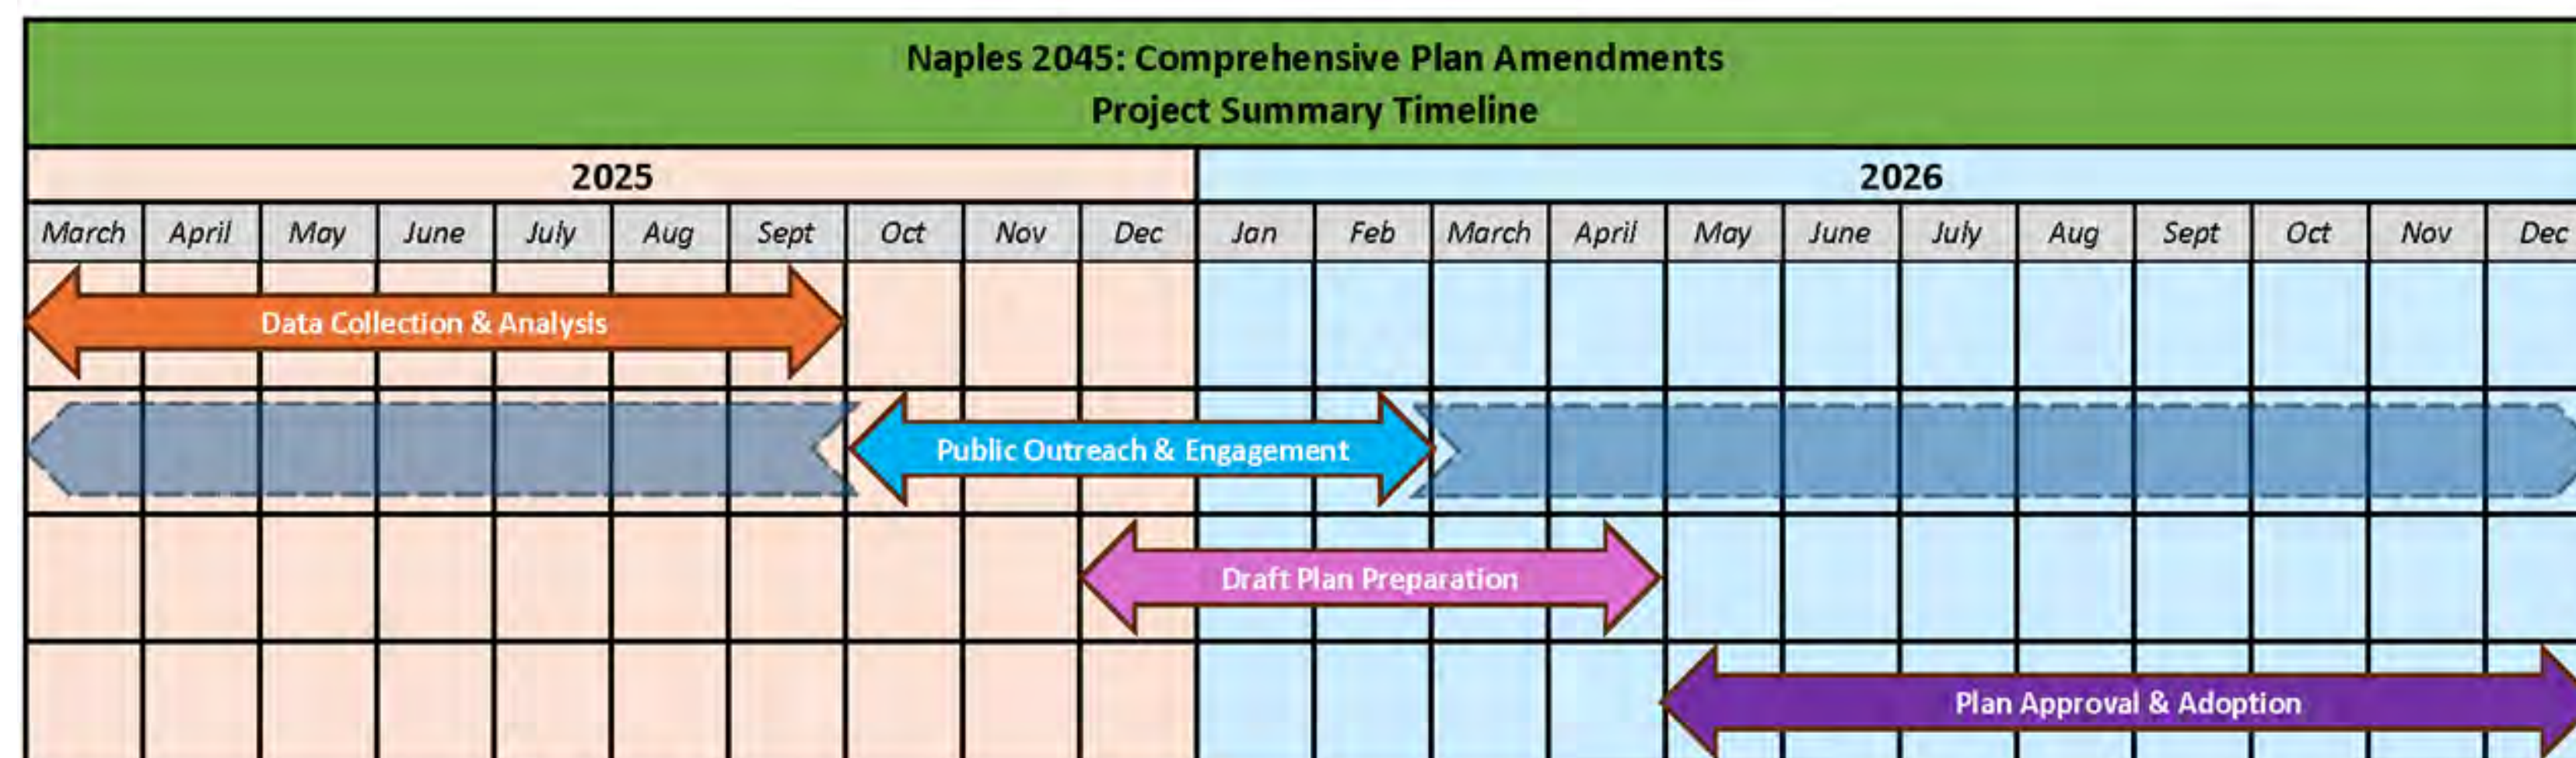 Naples 2045: Comprehensive Plan Amendments
Project Summary Timeline
2025 2026
March April May June July Aug Sept Oct Nov Dec Jan Feb March April May June July Aug Sept Oct Nov Dec
Data Collection & Analysis
Public Outreach & Engagement
Draft Plan Preparation
Plan Approval & Adoption